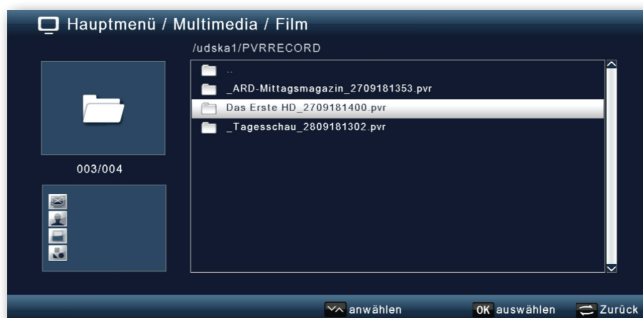 Hauptmenü / Multimedia / Film
/udska1/PVRRECORD
..
_ARD-Mittagsmagazin_2709181353.pvr
Das Erste HD_2709181400.pvr
_Tagesschau_2809181302.pvr
003/004
anwählen OK auswählen Zurück